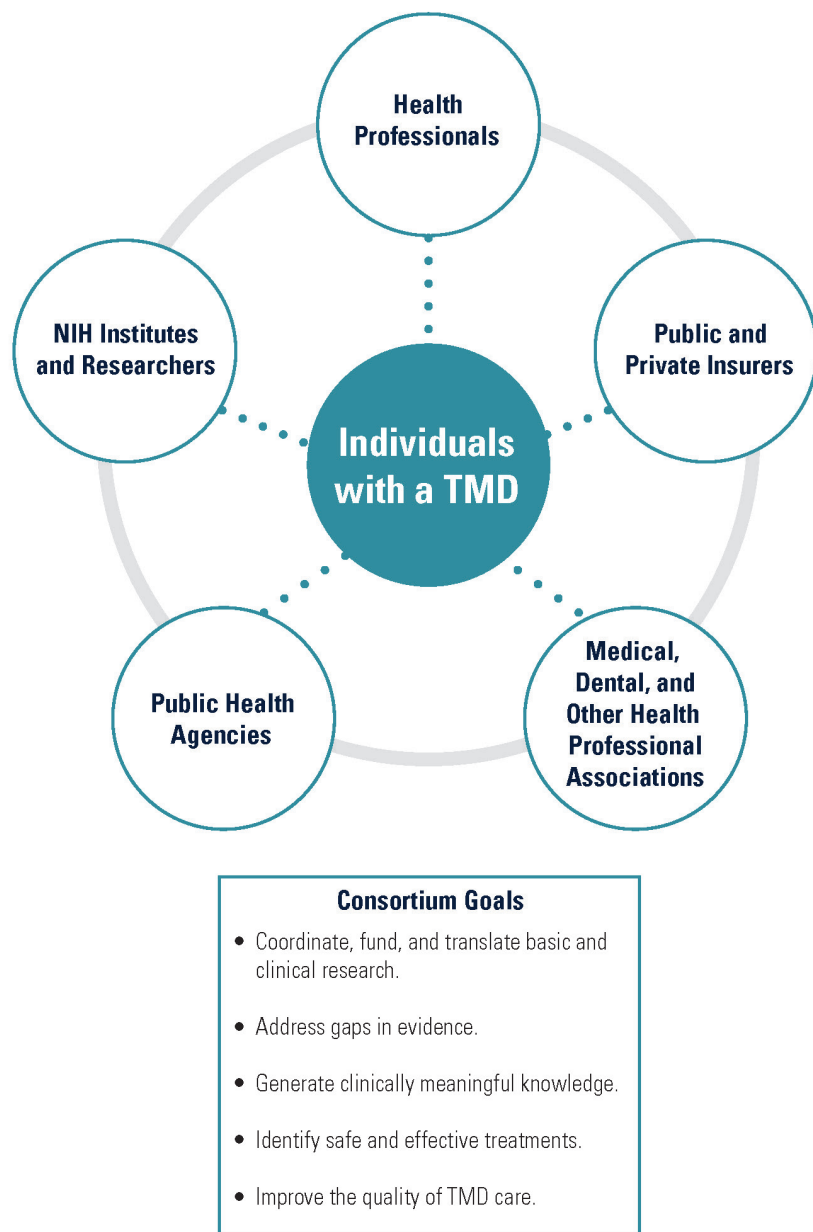 Health
Professionals
NIH Institutes
and Researchers
Public and
Private Insurers
Individuals
with a TMD
Public Health
Agencies
Medical,
Dental, and
Other Health
Professional
Associations
Consortium Goals
• Coordinate, fund, and translate basic and
clinical research.
• Address gaps in evidence.
• Generate clinically meaningful knowledge.
• Identify safe and effective treatments.
• Improve the quality of TMD care.